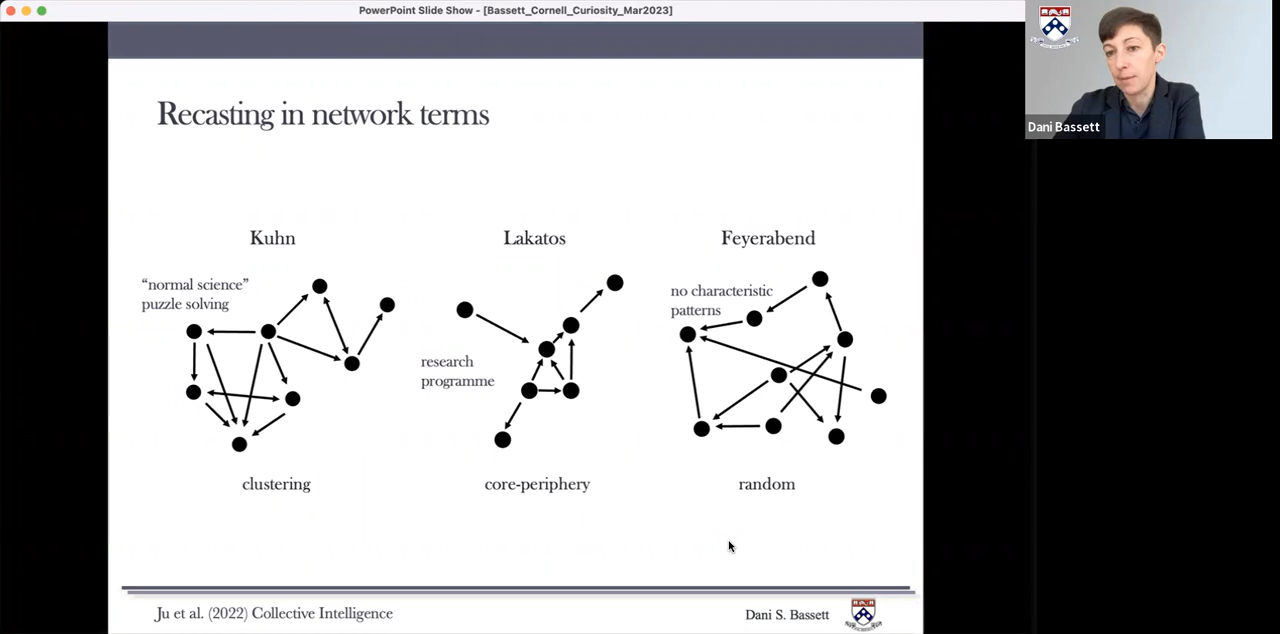 PowerPoint Slide Show - [Bassett_Cornell_Curiosity_Mar2023]
Dani Bassett
Recasting in network terms
Kuhn
"normal science"
puzzle solving
clustering
Lakatos
research
programme
core-periphery
Feyerabend
no characteristic
patterns
random
Ju et al. (2022) Collective Intelligence
Dani S. Bassett